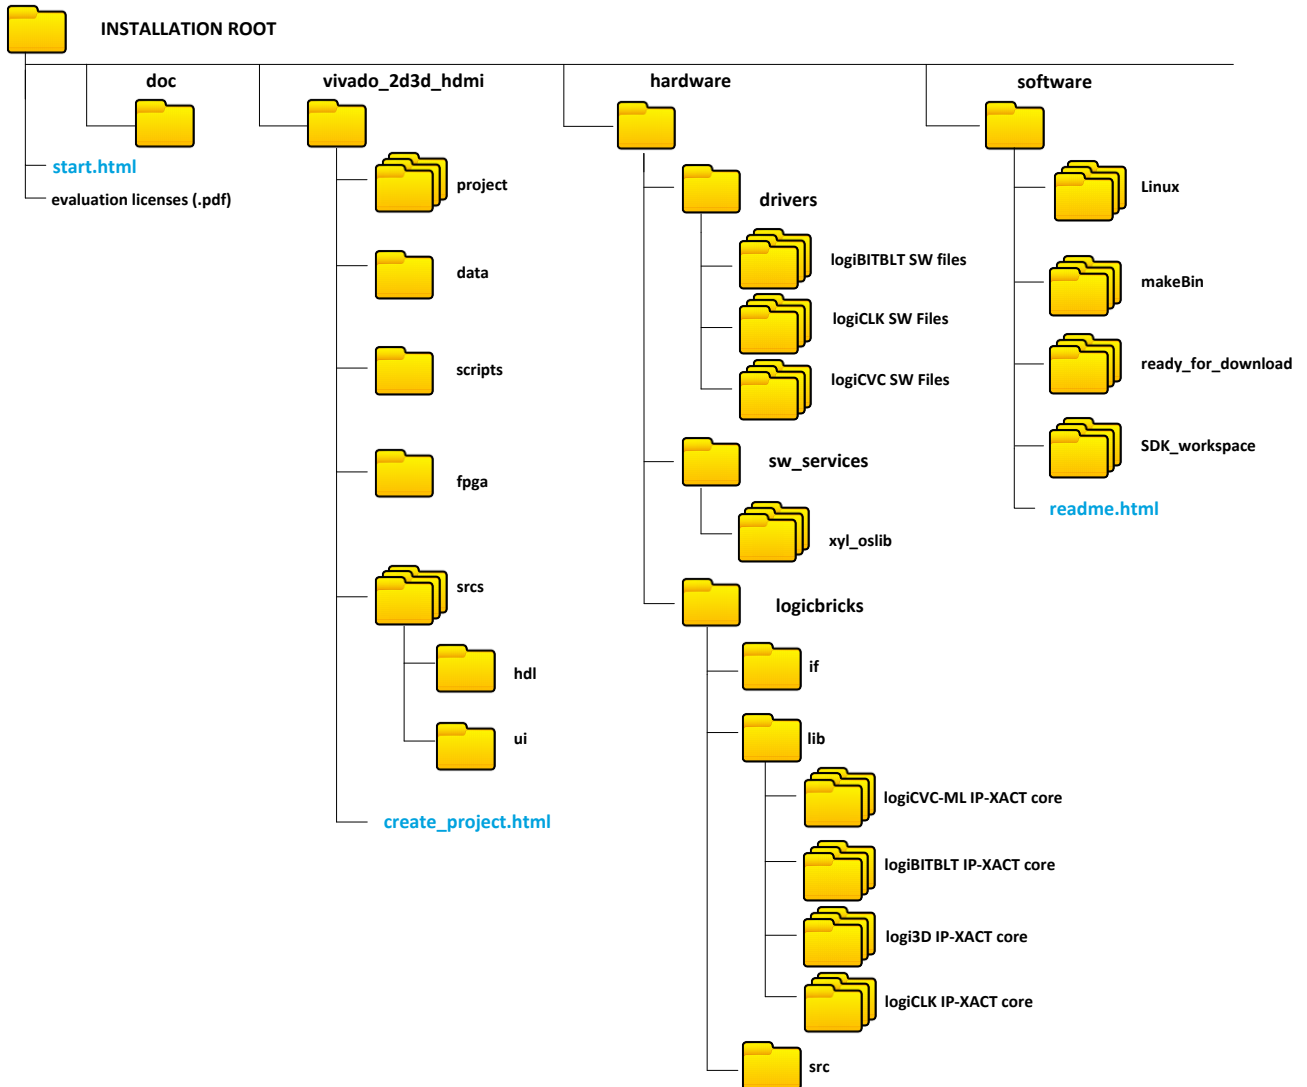 INSTALLATION ROOT
doc
vivado_2d3d_hdmi
hardware
software
start.html
evaluation licenses (.pdf)
project
data
scripts
fpga
srcs
hdl
ui
create_project.html
drivers
logiBITBLT SW files
logiCLK SW Files
logiCVC SW Files
sw_services
xyl_oslib
logicbricks
if
lib
logiCVC-ML IP-XACT core
logiBITBLT IP-XACT core
logi3D IP-XACT core
logiCLK IP-XACT core
src
Linux
makeBin
ready_for_download
SDK_workspace
readme.html